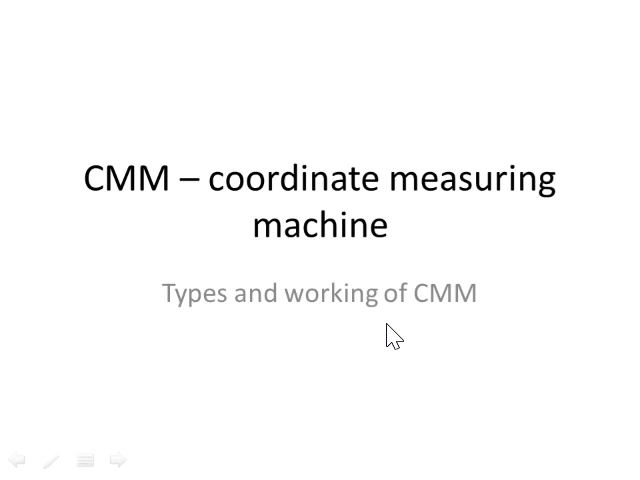 CMM – coordinate measuring
machine
Types and working of CMM